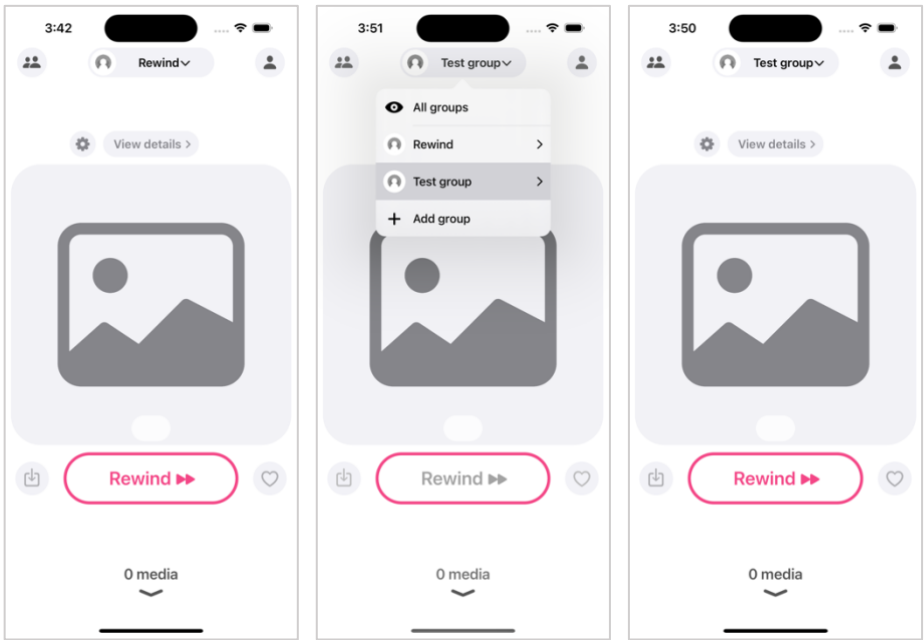 3:42
Rewind
View details >
Rewind
0 media
3:51
Test group
All groups
Rewind
Test group
Add group
Rewind
0 media
3:50
Test group
View details >
Rewind
0 media